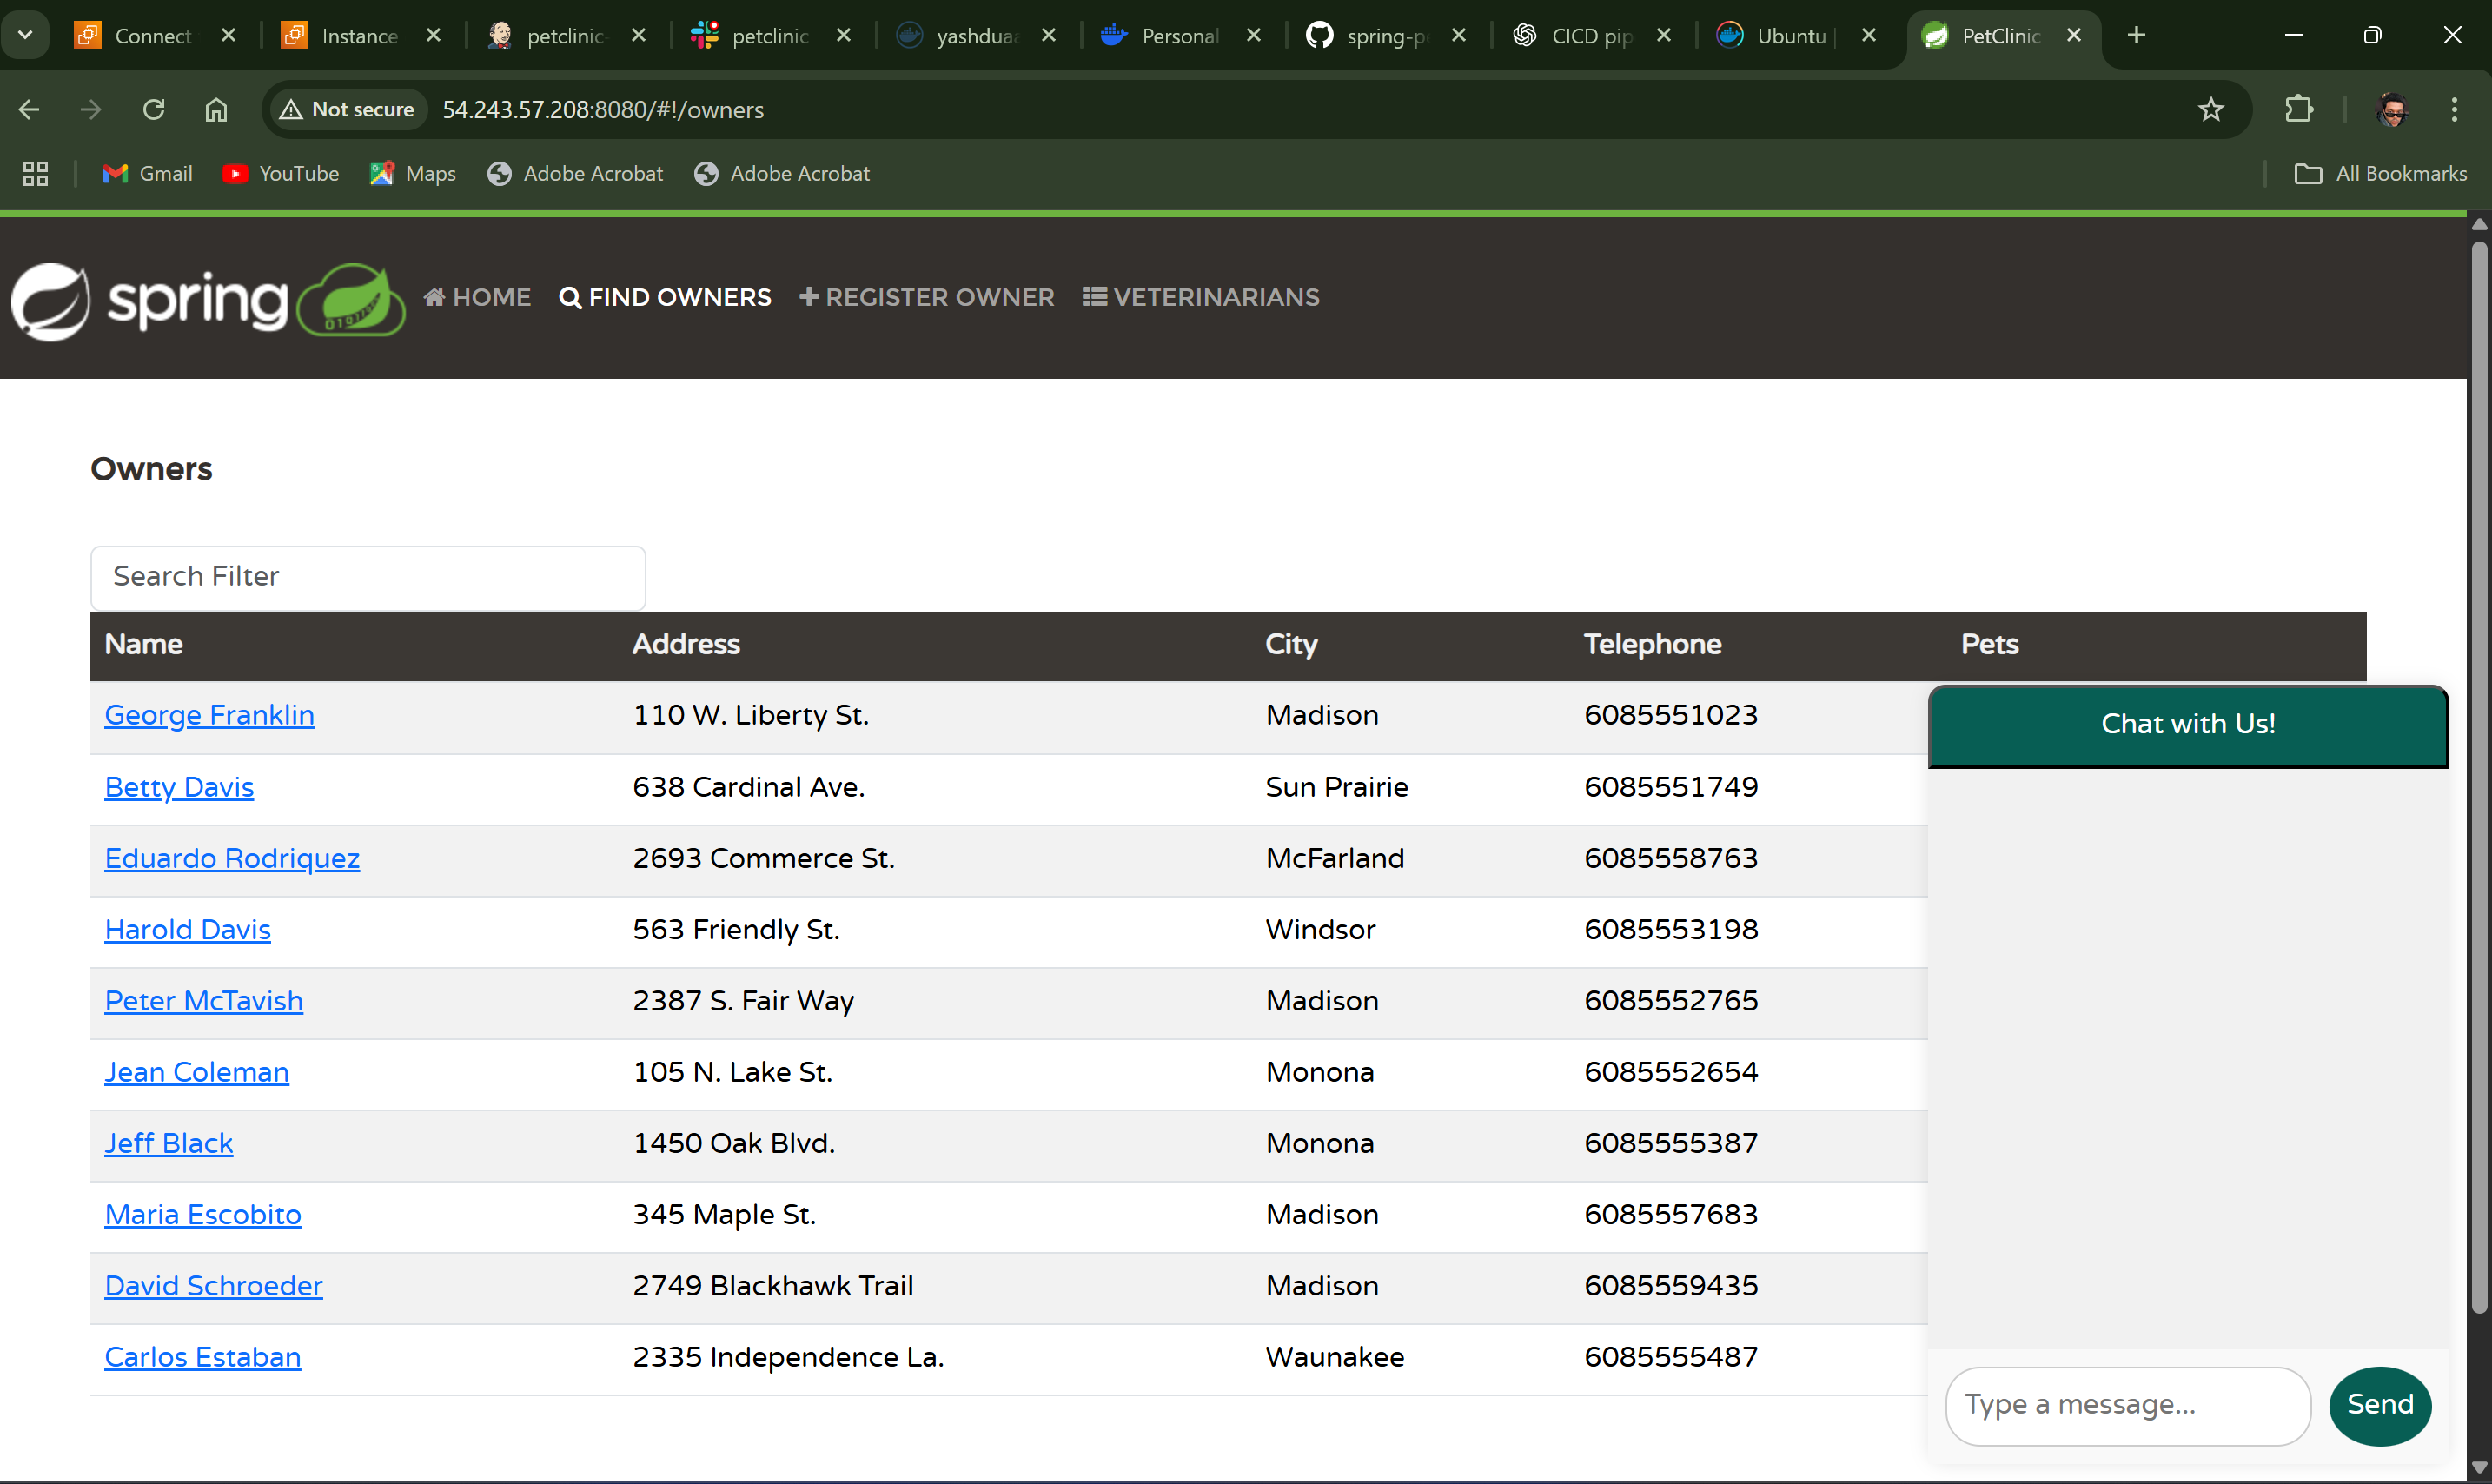 Connect
Instance
petclinic-
petclinic
yashdua
Personal
spring-p
CICD pip
Ubuntu |
PetClinic
Not secure
54.243.57.208:8080/#!/owners
Gmail
YouTube
Maps
Adobe Acrobat
Adobe Acrobat
All Bookmarks
spring
HOME
FIND OWNERS
REGISTER OWNER
VETERINARIANS
Owners
Search Filter
Name Address City Telephone Pets
George Franklin 110 W. Liberty St. Madison 6085551023
Betty Davis 638 Cardinal Ave. Sun Prairie 6085551749
Eduardo Rodriquez 2693 Commerce St. McFarland 6085558763
Harold Davis 563 Friendly St. Windsor 6085553198
Peter McTavish 2387 S. Fair Way Madison 6085552765
Jean Coleman 105 N. Lake St. Monona 6085552654
Jeff Black 1450 Oak Blvd. Monona 6085555387
Maria Escobito 345 Maple St. Madison 6085557683
David Schroeder 2749 Blackhawk Trail Madison 6085559435
Carlos Estaban 2335 Independence La. Waunakee 6085555487
Chat with Us!
Type a message...
Send